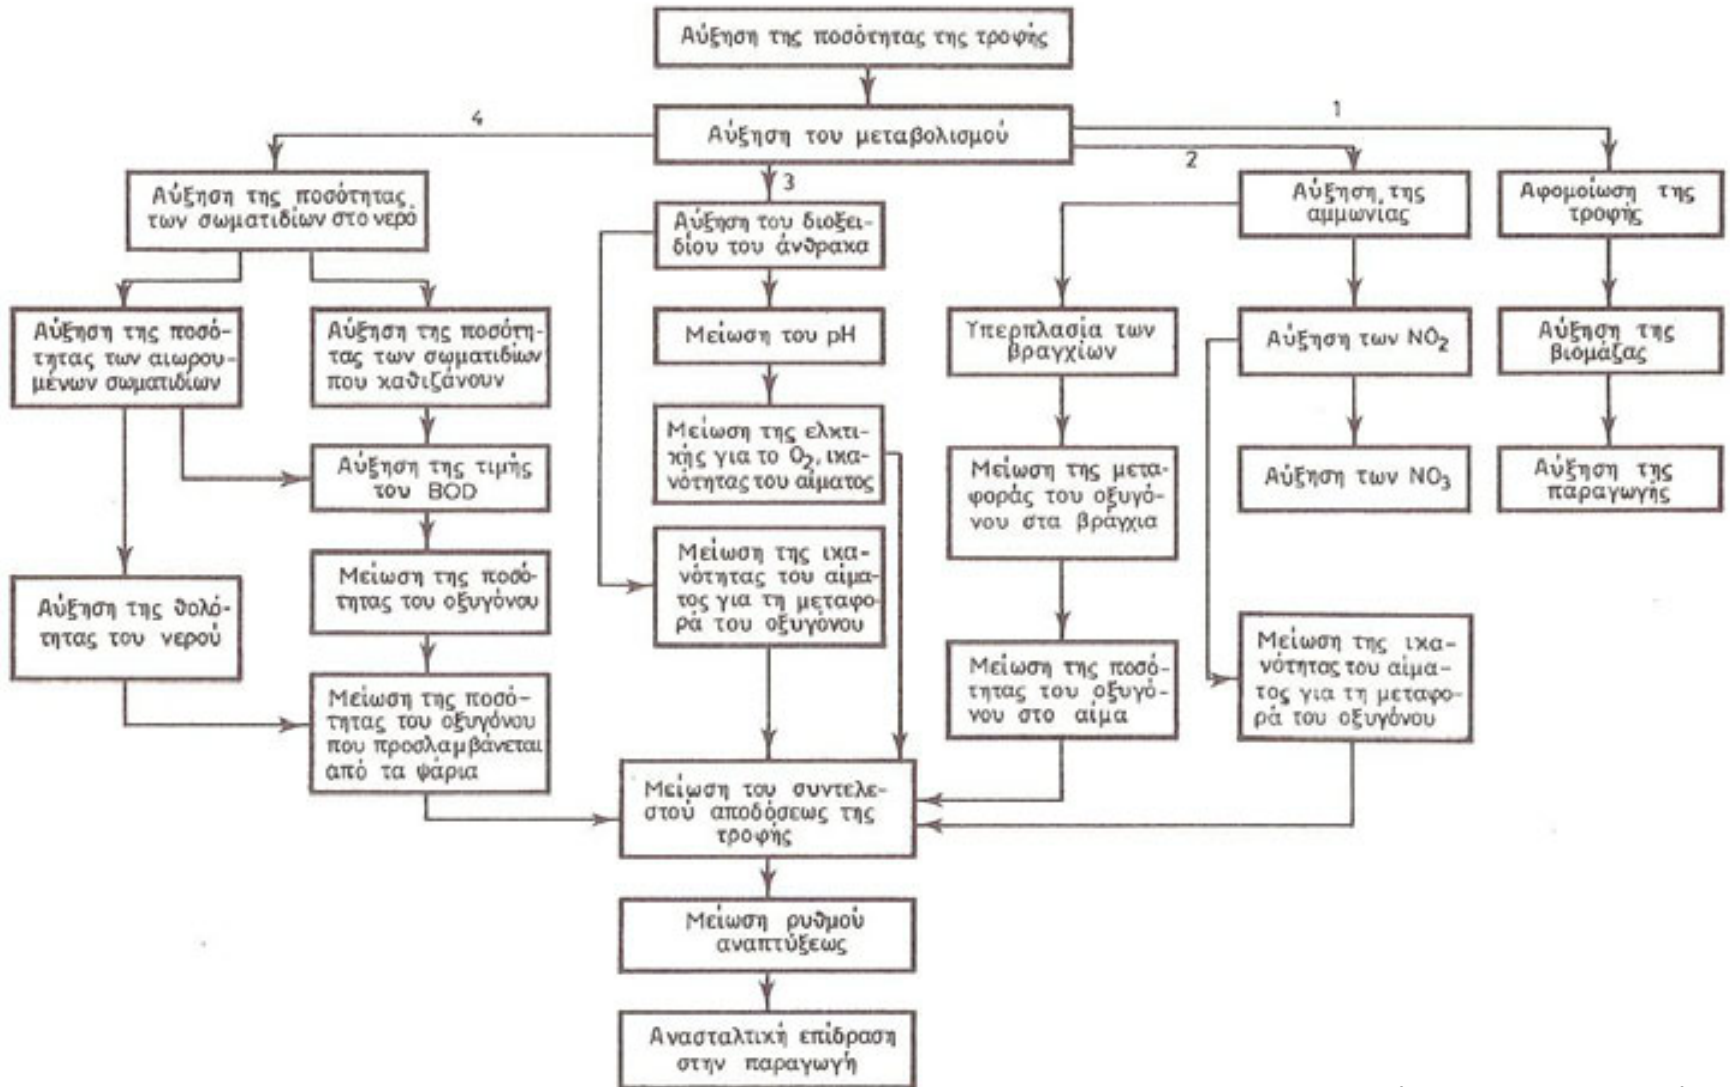 Αύξηση της ποσότητας της τροφής
Αύξηση του μεταβολισμού
4
1
2
3
Αύξηση της ποσότητας
των σωματιδίων στο νερό
Αύξηση του διοξει-
δίου του άνθρακα
Αύξηση της
αμμωνίας
Αφομοίωση της
τροφής
Αύξηση της ποσό-
τητας των αιωρου-
μένων σωματιδίων
Αύξηση της ποσότη-
τας των σωματιδίων
που καθιζάνουν
Μείωση του pH
Υπερπλασία των
βραγχίων
Αύξηση των NO2
Αύξηση της
βιομάζας
Αύξηση της τιμής
του BOD
Μείωση της ελκτι-
κής για το O2, ικα-
νότητας του αίματος
Μείωση της μετα-
φοράς του οξυγό-
νου στα βράγχια
Αύξηση των NO3
Αύξηση της
παραγωγής
Αύξηση της θολό-
τητας του νερού
Μείωση της ποσό-
τητας του οξυγόνου
Μείωση της ικα-
νότητας του αίμα-
τος για τη μεταφο-
ρά του οξυγόνου
Μείωση της ποσό-
τητας του οξυγόνου
που προσλαμβάνεται
από τα ψάρια
Μείωση της ποσό-
τητας του οξυγό-
νου στο αίμα
Μείωση της ικα-
νότητας του αίμα-
τος για τη μεταφο-
ρά του οξυγόνου
Μείωση του συντελε-
στού αποδόσεως της
τροφής
Μείωση ρυθμού
αναπτύξεως
Ανασταλτική επίδραση
στην παραγωγή